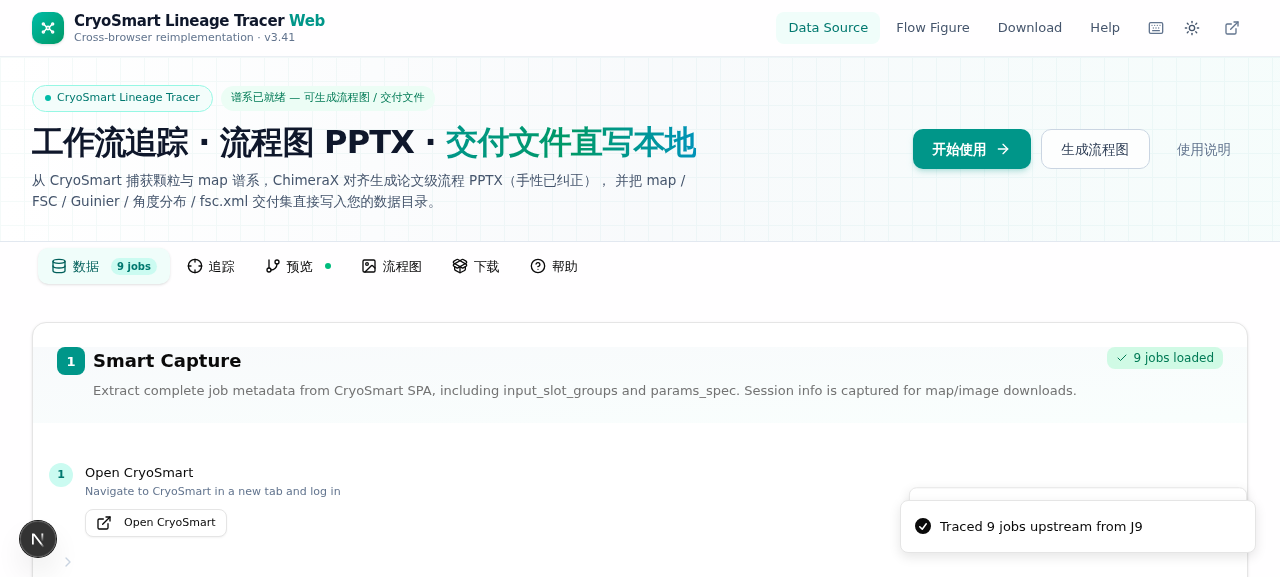 CryoSmart Lineage Tracer Web
Cross-browser reimplementation · v3.41
Data Source
Flow Figure
Download
Help
CryoSmart Lineage Tracer
谱系已就绪 — 可生成流程图 / 交付文件
工作流追踪 · 流程图 PPTX · 交付文件直写本地
从 CryoSmart 捕获颗粒与 map 谱系，ChimeraX 对齐生成论文级流程 PPTX（手性已纠正）， 并把 map /
FSC / Guinier / 角度分布 / fsc.xml 交付集直接写入您的数据目录。
开始使用
生成流程图
使用说明
数据
9 jobs
追踪
预览
流程图
下载
帮助
1
Smart Capture
9 jobs loaded
Extract complete job metadata from CryoSmart SPA, including input_slot_groups and params_spec. Session info is captured for map/image downloads.
1
Open CryoSmart
Navigate to CryoSmart in a new tab and log in
Open CryoSmart
N
Traced 9 jobs upstream from J9